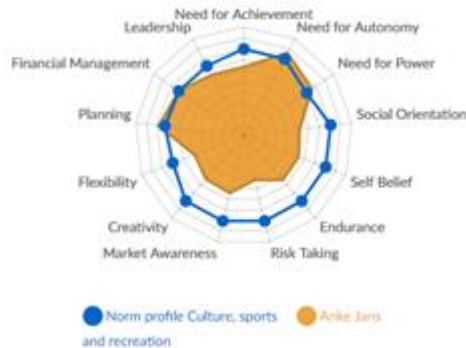 Need for Achievement
Leadership
Need for Autonomy
Financial Management
Need for Power
Planning
Social Orientation
Flexibility
Self Belief
Creativity
Endurance
Market Awareness
Risk Taking
Norm profile Culture, sports
and recreation
Anke Jans